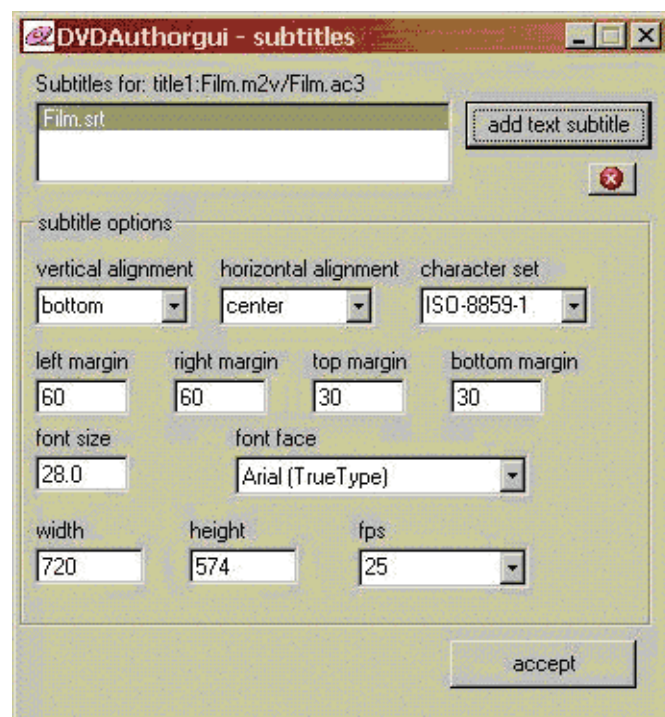 DVDAuthorgui - subtitles
Subtitles for: title1:Film.m2v/Film.ac3
Film.srt
add text subtitle
subtitle options
vertical alignment horizontal alignment character set
bottom center ISO-8859-1
left margin right margin top margin bottom margin
60 60 30 30
font size font face
28.0 Arial (TrueType)
width height fps
720 574 25
accept